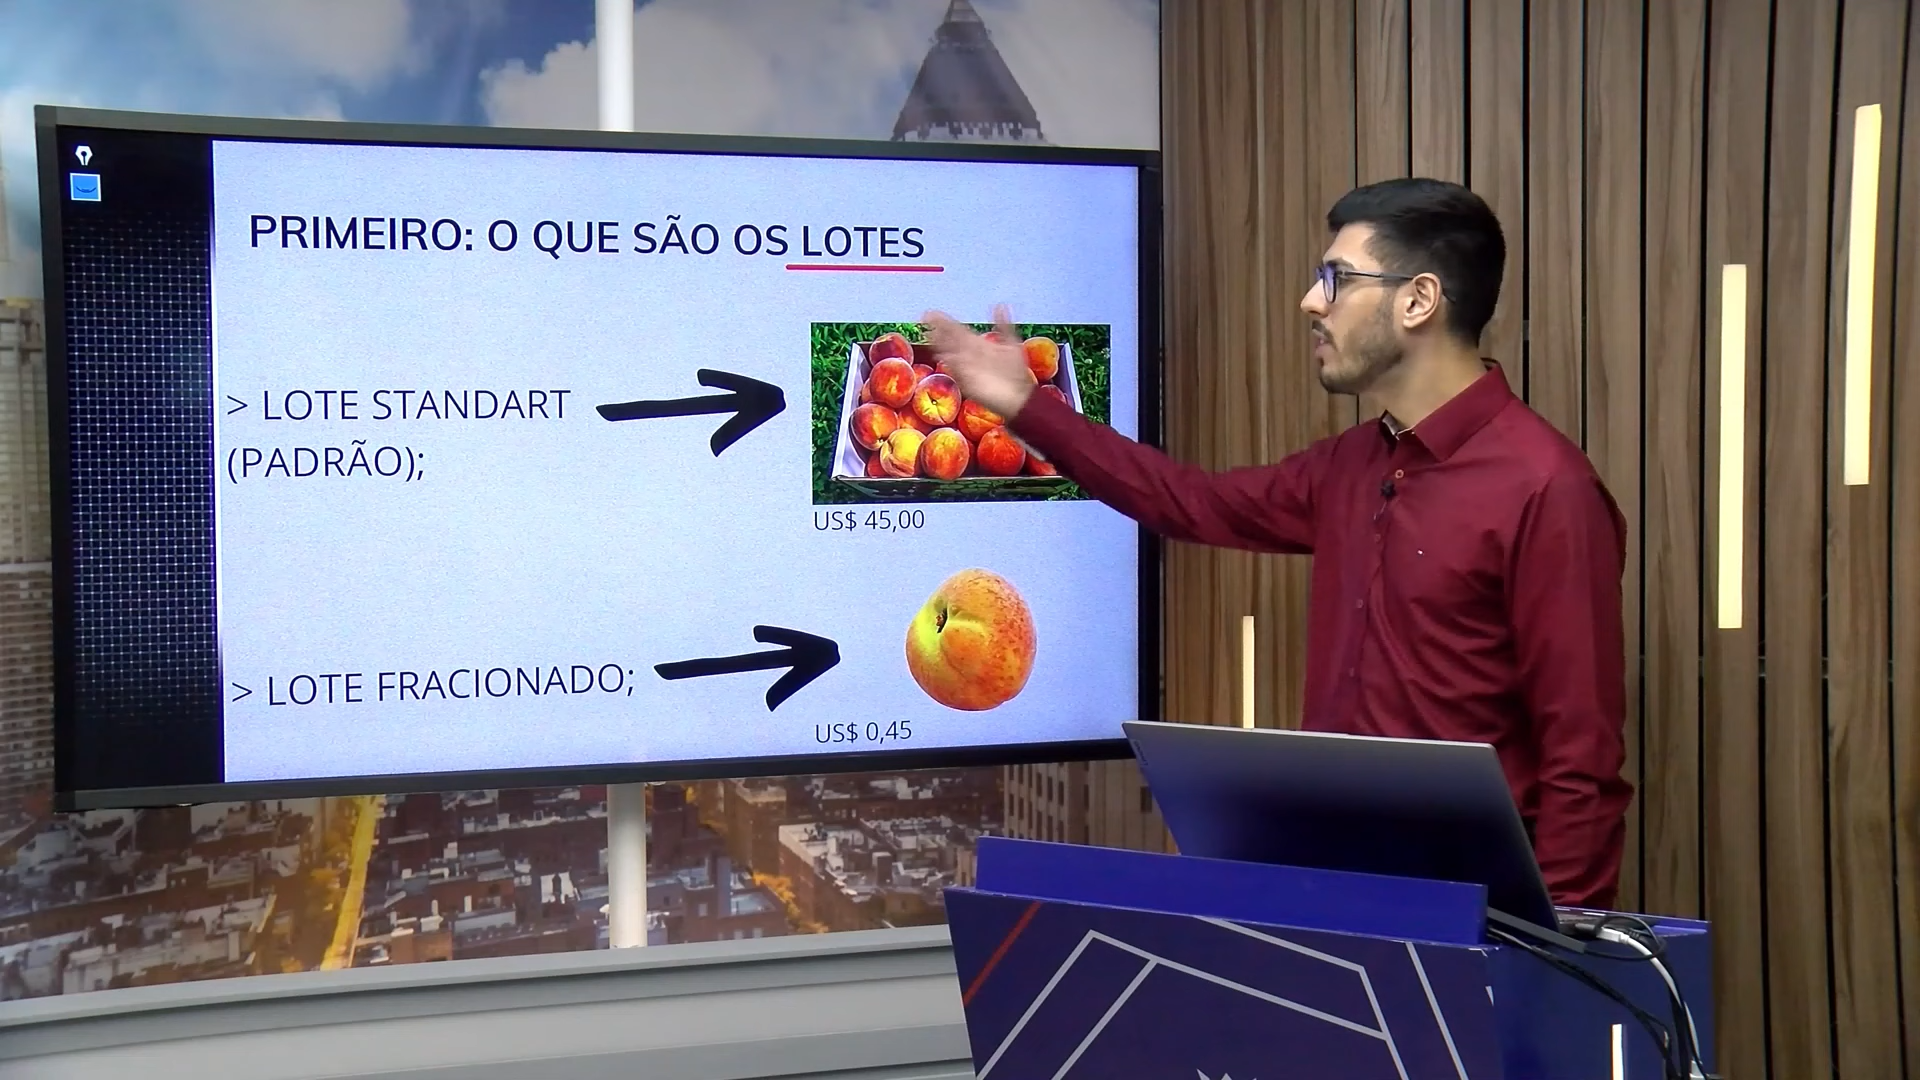 PRIMEIRO: O QUE SÃO OS LOTES
> LOTE STANDART
(PADRÃO);
US$ 45,00
> LOTE FRACIONADO;
US$ 0,45